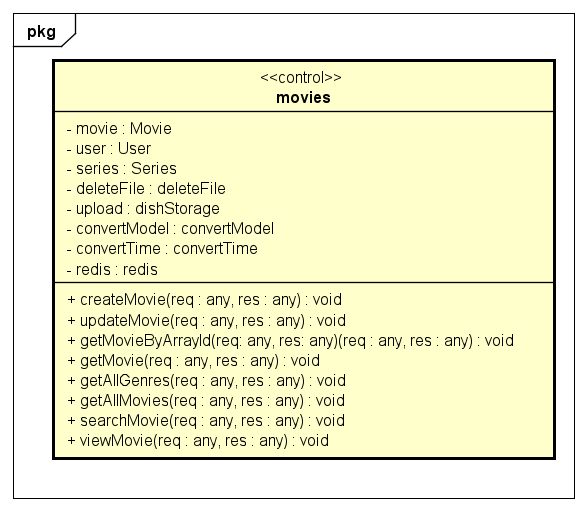 pkg
<<control>>
movies
- movie : Movie
- user : User
- series : Series
- deleteFile : deleteFile
- upload : dishStorage
- convertModel : convertModel
- convertTime : convertTime
- redis : redis
+ createMovie(req : any, res : any) : void
+ updateMovie(req : any, res : any) : void
+ getMovieByArrayId(req: any, res: any)(req : any, res : any) : void
+ getMovie(req : any, res : any) : void
+ getAllGenres(req : any, res : any) : void
+ getAllMovies(req : any, res : any) : void
+ searchMovie(req : any, res : any) : void
+ viewMovie(req : any, res : any) : void